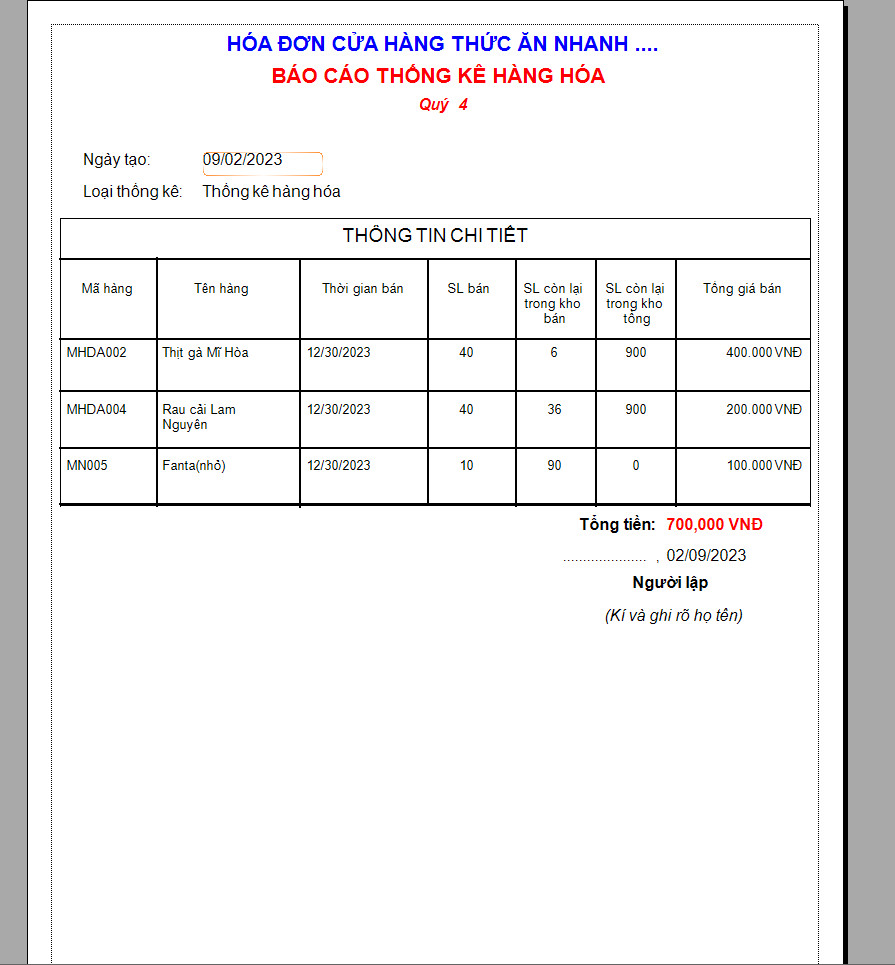 HÓA ĐƠN CỬA HÀNG THỨC ĂN NHANH ....
BÁO CÁO THỐNG KÊ HÀNG HÓA
Quý 4
Ngày tạo: 09/02/2023
Loại thống kê: Thống kê hàng hóa
THÔNG TIN CHI TIẾT
Mã hàng Tên hàng Thời gian bán SL bán SL còn lại SL còn lại Tổng giá bán
trong kho trong kho
bán tổng
MHDA002 Thịt gà Mĩ Hòa 12/30/2023 40 6 900 400.000 VNĐ
MHDA004 Rau cải Lam 12/30/2023 40 36 900 200.000 VNĐ
Nguyên
MN005 Fanta(nhỏ) 12/30/2023 10 90 0 100.000 VNĐ
Tổng tiền: 700,000 VNĐ
..................... , 02/09/2023
Người lập
(Kí và ghi rõ họ tên)